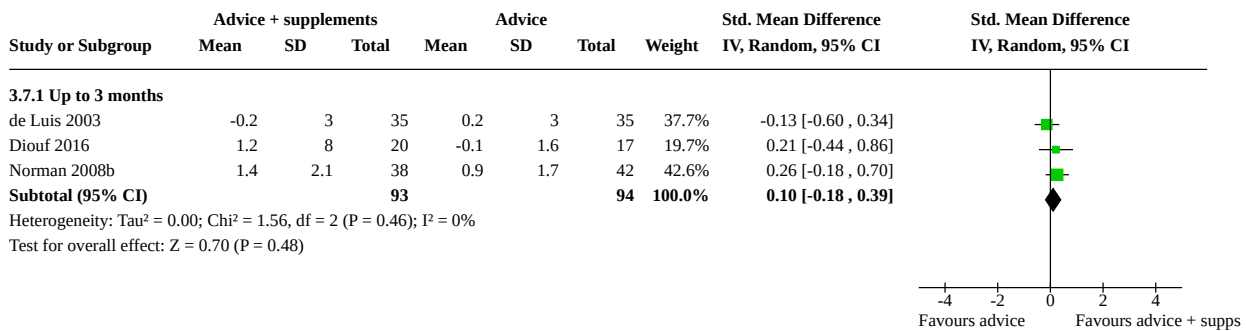 Advice + supplements Advice Std. Mean Difference Std. Mean Difference
Study or Subgroup Mean SD Total Mean SD Total Weight IV, Random, 95% CI IV, Random, 95% CI
3.7.1 Up to 3 months
de Luis 2003 -0.2 3 35 0.2 3 35 37.7% -0.13 [-0.60 , 0.34]
Diouf 2016 1.2 8 20 -0.1 1.6 17 19.7% 0.21 [-0.44 , 0.86]
Norman 2008b 1.4 2.1 38 0.9 1.7 42 42.6% 0.26 [-0.18 , 0.70]
Subtotal (95% CI) 93 94 100.0% 0.10 [-0.18 , 0.39]
Heterogeneity: Tau² = 0.00; Chi² = 1.56, df = 2 (P = 0.46); I² = 0%
Test for overall effect: Z = 0.70 (P = 0.48)
-4 -2 0 2 4
Favours advice Favours advice + supps